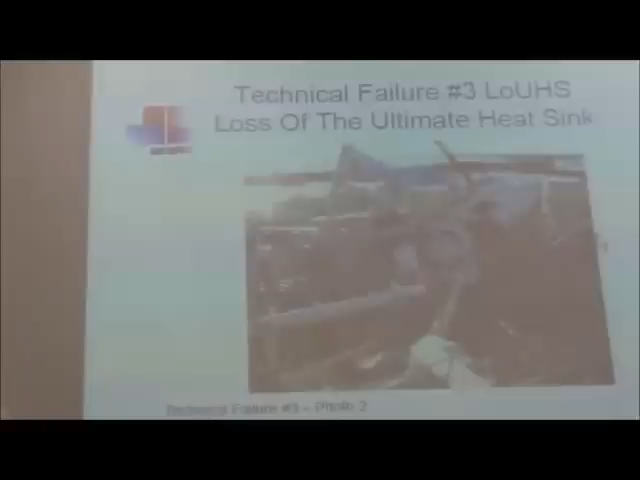 Technical Failure #3 LoUHS
Loss Of The Ultimate Heat Sink
Technical Failure #3 - Photo 2